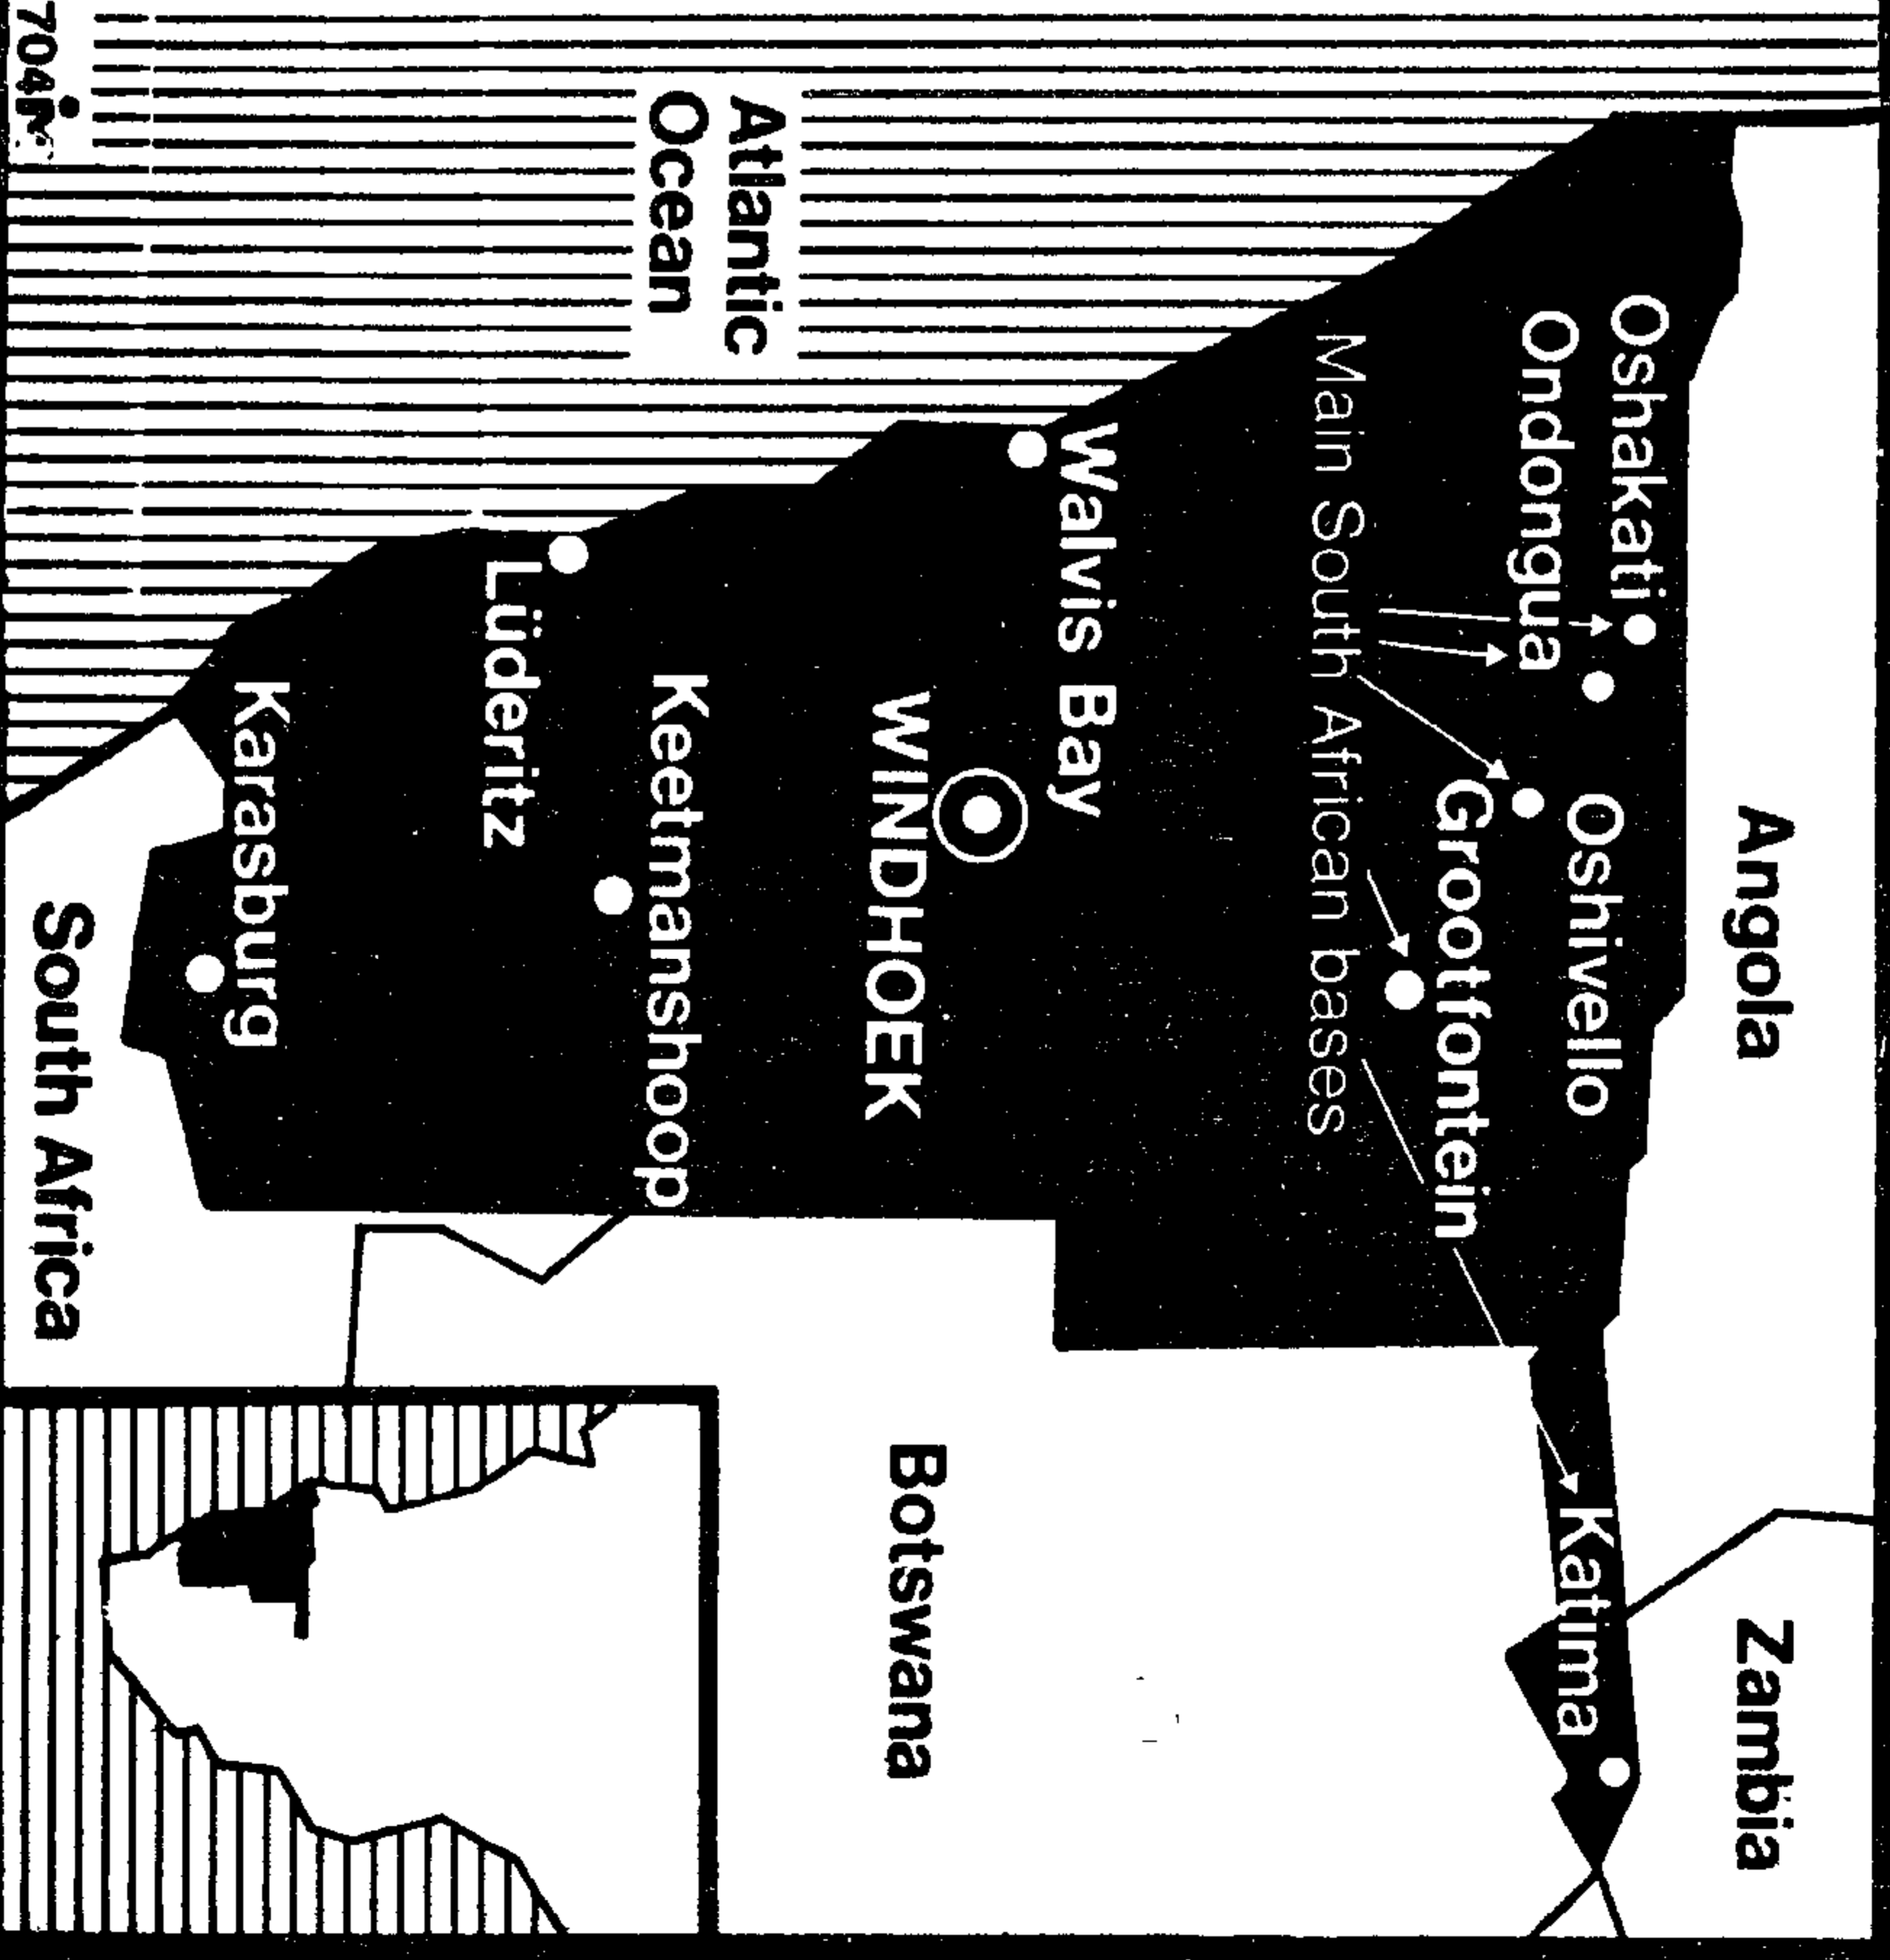 Angola
Zambia
Oshakati
Ondongua
Oshivello
Katima
Grootfontein
Main South African bases
Walvis Bay
WINDHOEK
Botswana
Atlantic
Ocean
Keetmanshoop
Lüderitz
Karasburg
South Africa